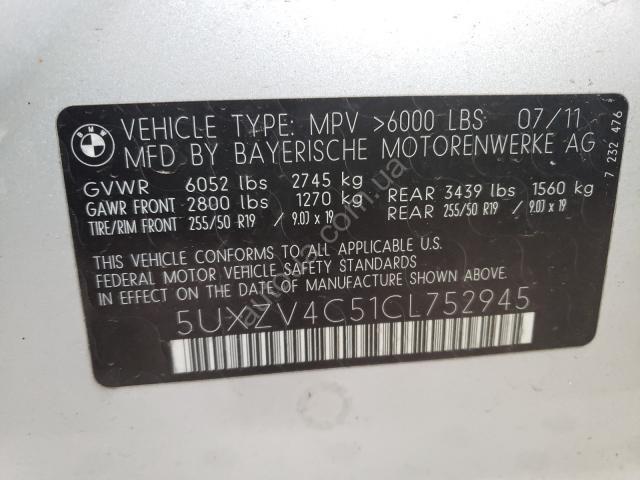 BMW
VEHICLE TYPE: MPV >6000 LBS 07/11
MFD BY BAYERISCHE MOTORENWERKE AG
7 232 476
GVWR 6052 lbs 2745 kg
GAWR FRONT 2800 lbs 1270 kg REAR 3439 lbs 1560 kg
TIRE/RIM FRONT 255/50 R19 / 9.0J x 19 REAR 255/50 R19 / 9.0J x 19
THIS VEHICLE CONFORMS TO ALL APPLICABLE U.S.
FEDERAL MOTOR VEHICLE SAFETY STANDARDS IN
EFFECT ON THE DATE OF MANUFACTURE SHOWN ABOVE.
5UXZV4C51CL752945